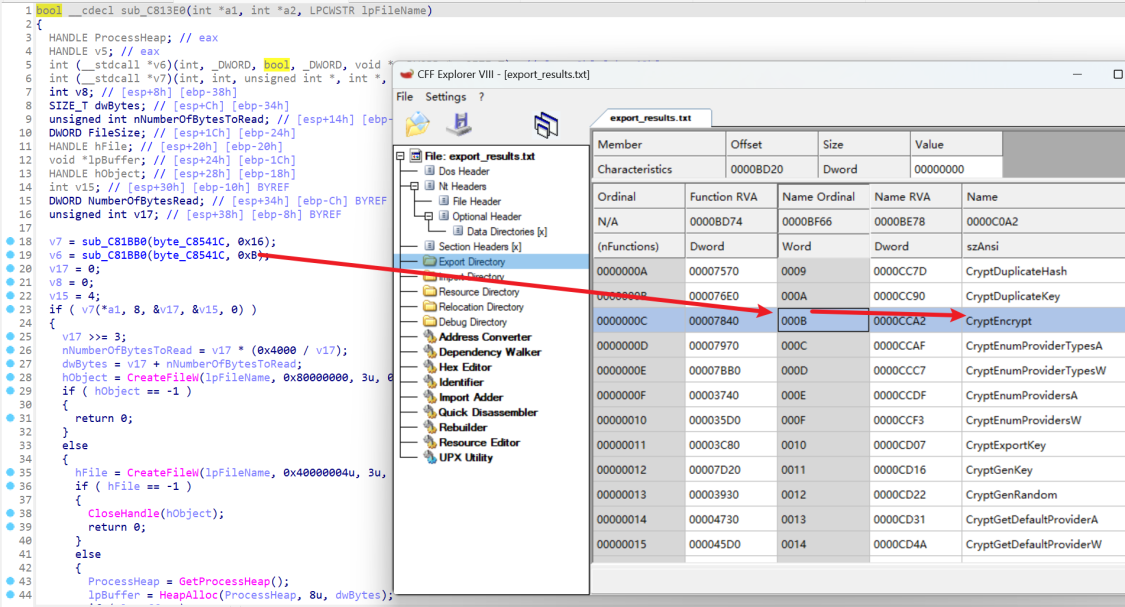 1 bool __cdecl sub_C813E0(int *a1, int *a2, LPCWSTR lpFileName)
2 {
3 HANDLE ProcessHeap; // eax
4 HANDLE v5; // eax
5 int (__stdcall *v6)(int, _DWORD, bool, _DWORD, void *
6 int (__stdcall *v7)(int, int, unsigned int *, int *,
7 int v8; // [esp+8h] [ebp-38h]
8 SIZE_T dwBytes; // [esp+Ch] [ebp-34h]
9 unsigned int nNumberOfBytesToRead; // [esp+14h] [ebp-
10 DWORD FileSize; // [esp+1Ch] [ebp-24h]
11 HANDLE hFile; // [esp+20h] [ebp-20h]
12 void *lpBuffer; // [esp+24h] [ebp-1Ch]
13 HANDLE hObject; // [esp+28h] [ebp-18h]
14 int v15; // [esp+30h] [ebp-10h] BYREF
15 DWORD NumberOfBytesRead; // [esp+34h] [ebp-Ch] BYREF
16 unsigned int v17; // [esp+38h] [ebp-8h] BYREF
17
18 v7 = sub_C81BB0(byte_C8541C, 0x16);
19 v6 = sub_C81BB0(byte_C8541C, 0xB);
20 v17 = 0;
21 v8 = 0;
22 v15 = 4;
23 if ( v7(*a1, 8, &v17, &v15, 0) )
24 {
25 v17 >>= 3;
26 nNumberOfBytesToRead = v17 * (0x4000 / v17);
27 dwBytes = v17 + nNumberOfBytesToRead;
28 hObject = CreateFileW(lpFileName, 0x80000000, 3u, 0
29 if ( hObject == -1 )
30 {
31 return 0;
32 }
33 else
34 {
35 hFile = CreateFileW(lpFileName, 0x40000004u, 3u,
36 if ( hFile == -1 )
37 {
38 CloseHandle(hObject);
39 return 0;
40 }
41 else
42 {
43 ProcessHeap = GetProcessHeap();
44 lpBuffer = HeapAlloc(ProcessHeap, 8u, dwBytes);
CFF Explorer VIII - [export_results.txt]
File Settings ?
File: export_results.txt
Dos Header
Nt Headers
File Header
Optional Header
Data Directories [x]
Section Headers [x]
Export Directory
Import Directory
Resource Directory
Relocation Directory
Debug Directory
Address Converter
Dependency Walker
Hex Editor
Identifier
Import Adder
Quick Disassembler
Rebuilder
Resource Editor
UPX Utility
export_results.txt
Member Offset Size Value
Characteristics 0000BD20 Dword 00000000
Ordinal Function RVA Name Ordinal Name RVA Name
N/A 0000BD74 0000BF66 0000BE78 0000C0A2
(nFunctions) Dword Word Dword szAnsi
0000000A 00007570 0009 0000CC7D CryptDuplicateHash
0000000B 000076E0 000A 0000CC90 CryptDuplicateKey
0000000C 00007840 000B 0000CCA2 CryptEncrypt
0000000D 00007970 000C 0000CCAF CryptEnumProviderTypesA
0000000E 00007BB0 000D 0000CCC7 CryptEnumProviderTypesW
0000000F 00003740 000E 0000CCDF CryptEnumProvidersA
00000010 000035D0 000F 0000CCF3 CryptEnumProvidersW
00000011 00003C80 0010 0000CD07 CryptExportKey
00000012 00007D20 0011 0000CD16 CryptGenKey
00000013 00003930 0012 0000CD22 CryptGenRandom
00000014 00004730 0013 0000CD31 CryptGetDefaultProviderA
00000015 000045D0 0014 0000CD4A CryptGetDefaultProviderW